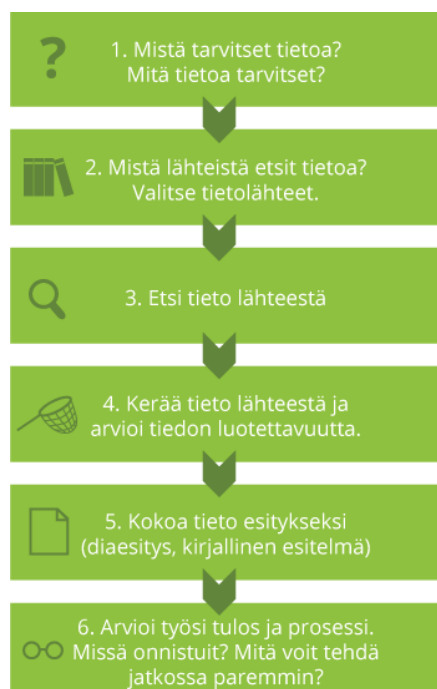 ?
1. Mistä tarvitset tietoa?
Mitä tietoa tarvitset?
2. Mistä lähteistä etsit tietoa?
Valitse tietolähteet.
3. Etsi tieto lähteestä
4. Kerää tieto lähteestä ja
arvioi tiedon luotettavuutta.
5. Kokoa tieto esitykseksi
(diaesitys, kirjallinen esitelmä)
6. Arvioi työsi tulos ja prosessi.
Missä onnistuit? Mitä voit tehdä
jatkossa paremmin?